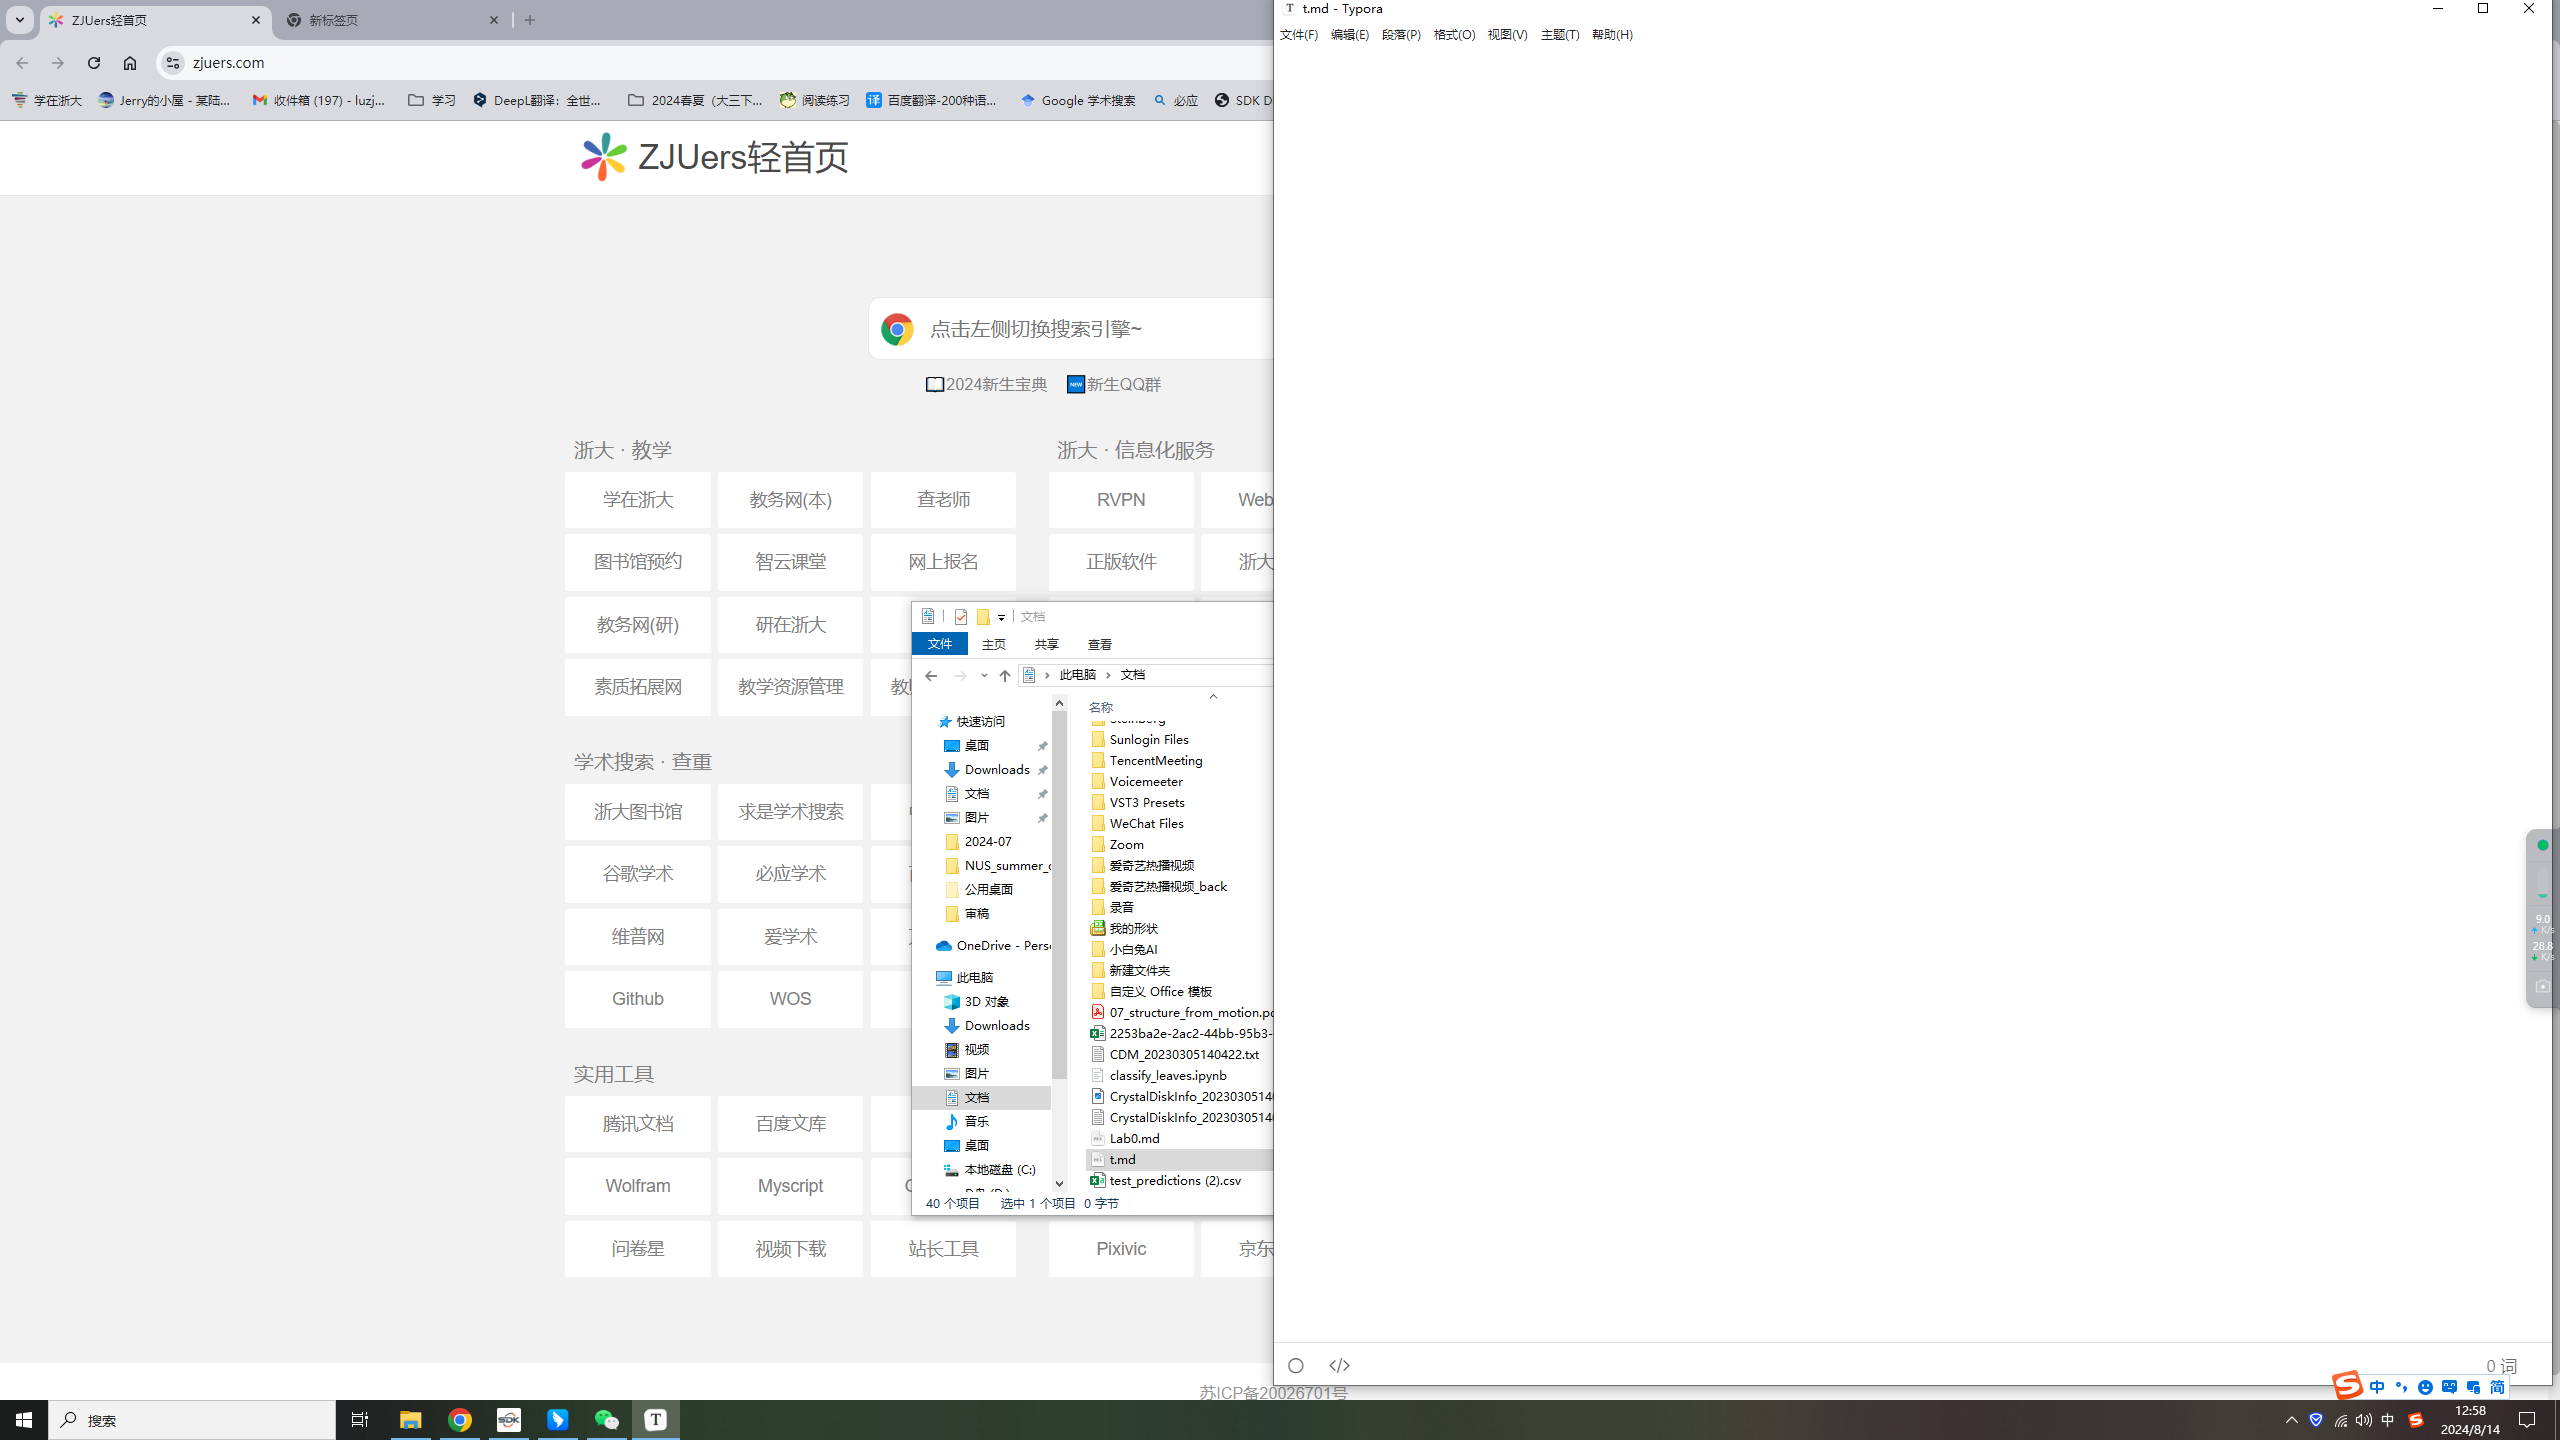 ZJUers轻首页
新标签页
zjuers.com
学在浙大
Jerry的小屋 - 某陆...
收件箱 (197) - luzj...
学习
DeepL翻译：全世...
2024春夏（大三下...
阅读练习
百度翻译-200种语...
Google 学术搜索
必应
SDK D
ZJUers轻首页
点击左侧切换搜索引擎~
2024新生宝典
新生QQ群
浙大 · 教学
浙大 · 信息化服务
学在浙大
教务网(本)
查老师
RVPN
Web
图书馆预约
智云课堂
网上报名
正版软件
浙大
教务网(研)
研在浙大
素质拓展网
教学资源管理
学术搜索 · 查重
浙大图书馆
求是学术搜索
谷歌学术
必应学术
维普网
爱学术
Github
WOS
实用工具
腾讯文档
百度文库
Wolfram
Myscript
问卷星
视频下载
站长工具
Pixivic
京东
苏ICP备20026701号
文档
文件
主页
共享
查看
此电脑
文档
快速访问
桌面
Downloads
文档
图片
2024-07
NUS_summer_c
公用桌面
审稿
OneDrive - Perso
此电脑
3D 对象
Downloads
视频
图片
文档
音乐
桌面
本地磁盘 (C:)
名称
Steinberg
Sunlogin Files
TencentMeeting
Voicemeeter
VST3 Presets
WeChat Files
Zoom
爱奇艺热播视频
爱奇艺热播视频_back
录音
我的形状
小白兔AI
新建文件夹
自定义 Office 模板
07_structure_from_motion.pd
2253ba2e-2ac2-44bb-95b3-
CDM_20230305140422.txt
classify_leaves.ipynb
CrystalDiskInfo_2023030514
CrystalDiskInfo_2023030514
Lab0.md
t.md
test_predictions (2).csv
40 个项目
选中 1 个项目 0 字节
t.md - Typora
文件(F)
编辑(E)
段落(P)
格式(O)
视图(V)
主题(T)
帮助(H)
0 词
9.0
K/s
28.8
K/s
中
简
搜索
SDK
T
中
12:58
2024/8/14